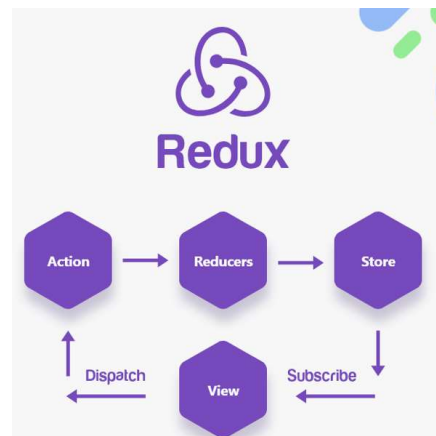 Redux
Action
Reducers
Store
Dispatch
View
Subscribe